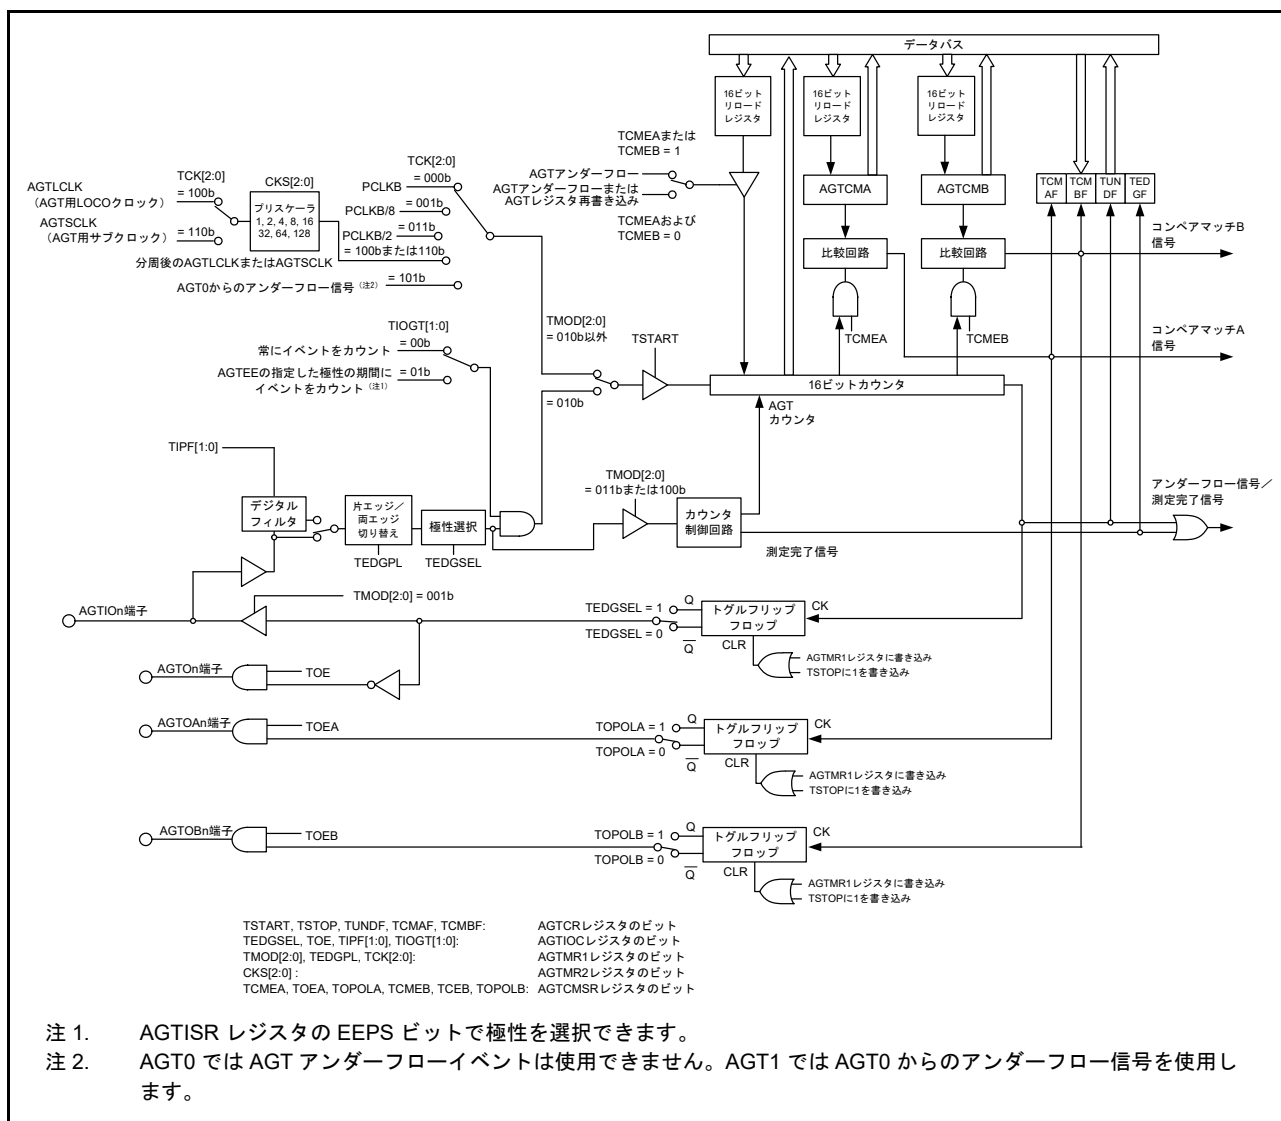 データバス
16ビット
リロード
レジスタ
16ビット
リロード
レジスタ
16ビット
リロード
レジスタ
TCMEAまたは
TCMEB = 1
AGTアンダーフロー
AGTアンダーフローまたは
AGTレジスタ再書き込み
TCMEAおよび
TCMEB = 0
AGTCMA
AGTCMB
TCM
AF
TCM
BF
TUN
DF
TED
GF
比較回路
比較回路
TCMEA
TCMEB
コンペアマッチB
信号
コンペアマッチA
信号
AGTLCLK
(AGT用LOCOクロック)
AGTSCLK
(AGT用サブクロック)
TCK[2:0]
= 100b
= 110b
CKS[2:0]
プリスケーラ
1, 2, 4, 8, 16
32, 64, 128
TCK[2:0]
PCLKB
= 000b
PCLKB/8
= 001b
PCLKB/2
= 011b
= 100bまたは110b
分周後のAGTLCLKまたはAGTSCLK
AGT0からのアンダーフロー信号(注2)
= 101b
TIOGT[1:0]
常にイベントをカウント
= 00b
AGTEEの指定した極性の期間に
イベントをカウント(注1)
= 01b
TMOD[2:0]
= 010b以外
= 010b
TSTART
16ビットカウンタ
AGT
カウンタ
TIPF[1:0]
デジタル
フィルタ
片エッジ/
両エッジ
切り替え
TEDGPL
極性選択
TEDGSEL
TMOD[2:0]
= 011bまたは100b
カウンタ
制御回路
測定完了信号
アンダーフロー信号/
測定完了信号
AGTIOn端子
TMOD[2:0] = 001b
TEDGSEL = 1
TEDGSEL = 0
Q
Q
トグルフリップ
フロップ
CK
CLR
AGTMR1レジスタに書き込み
TSTOPに1を書き込み
AGTOn端子
TOE
AGTOAn端子
TOEA
TOPOLA = 1
TOPOLA = 0
Q
Q
トグルフリップ
フロップ
CK
CLR
AGTMR1レジスタに書き込み
TSTOPに1を書き込み
AGTOBn端子
TOEB
TOPOLB = 1
TOPOLB = 0
Q
Q
トグルフリップ
フロップ
CK
CLR
AGTMR1レジスタに書き込み
TSTOPに1を書き込み
TSTART, TSTOP, TUNDF, TCMAF, TCMBF: AGTCRレジスタのビット
TEDGSEL, TOE, TIPF[1:0], TIOGT[1:0]: AGTIOCレジスタのビット
TMOD[2:0], TEDGPL, TCK[2:0]: AGTMR1レジスタのビット
CKS[2:0] : AGTMR2レジスタのビット
TCMEA, TOEA, TOPOLA, TCMEB, TCEB, TOPOLB: AGTCMSRレジスタのビット
注 1. AGTISR レジスタの EEPS ビットで極性を選択できます。
注 2. AGT0 では AGT アンダーフローイベントは使用できません。AGT1 では AGT0 からのアンダーフロー信号を使用し
ます。